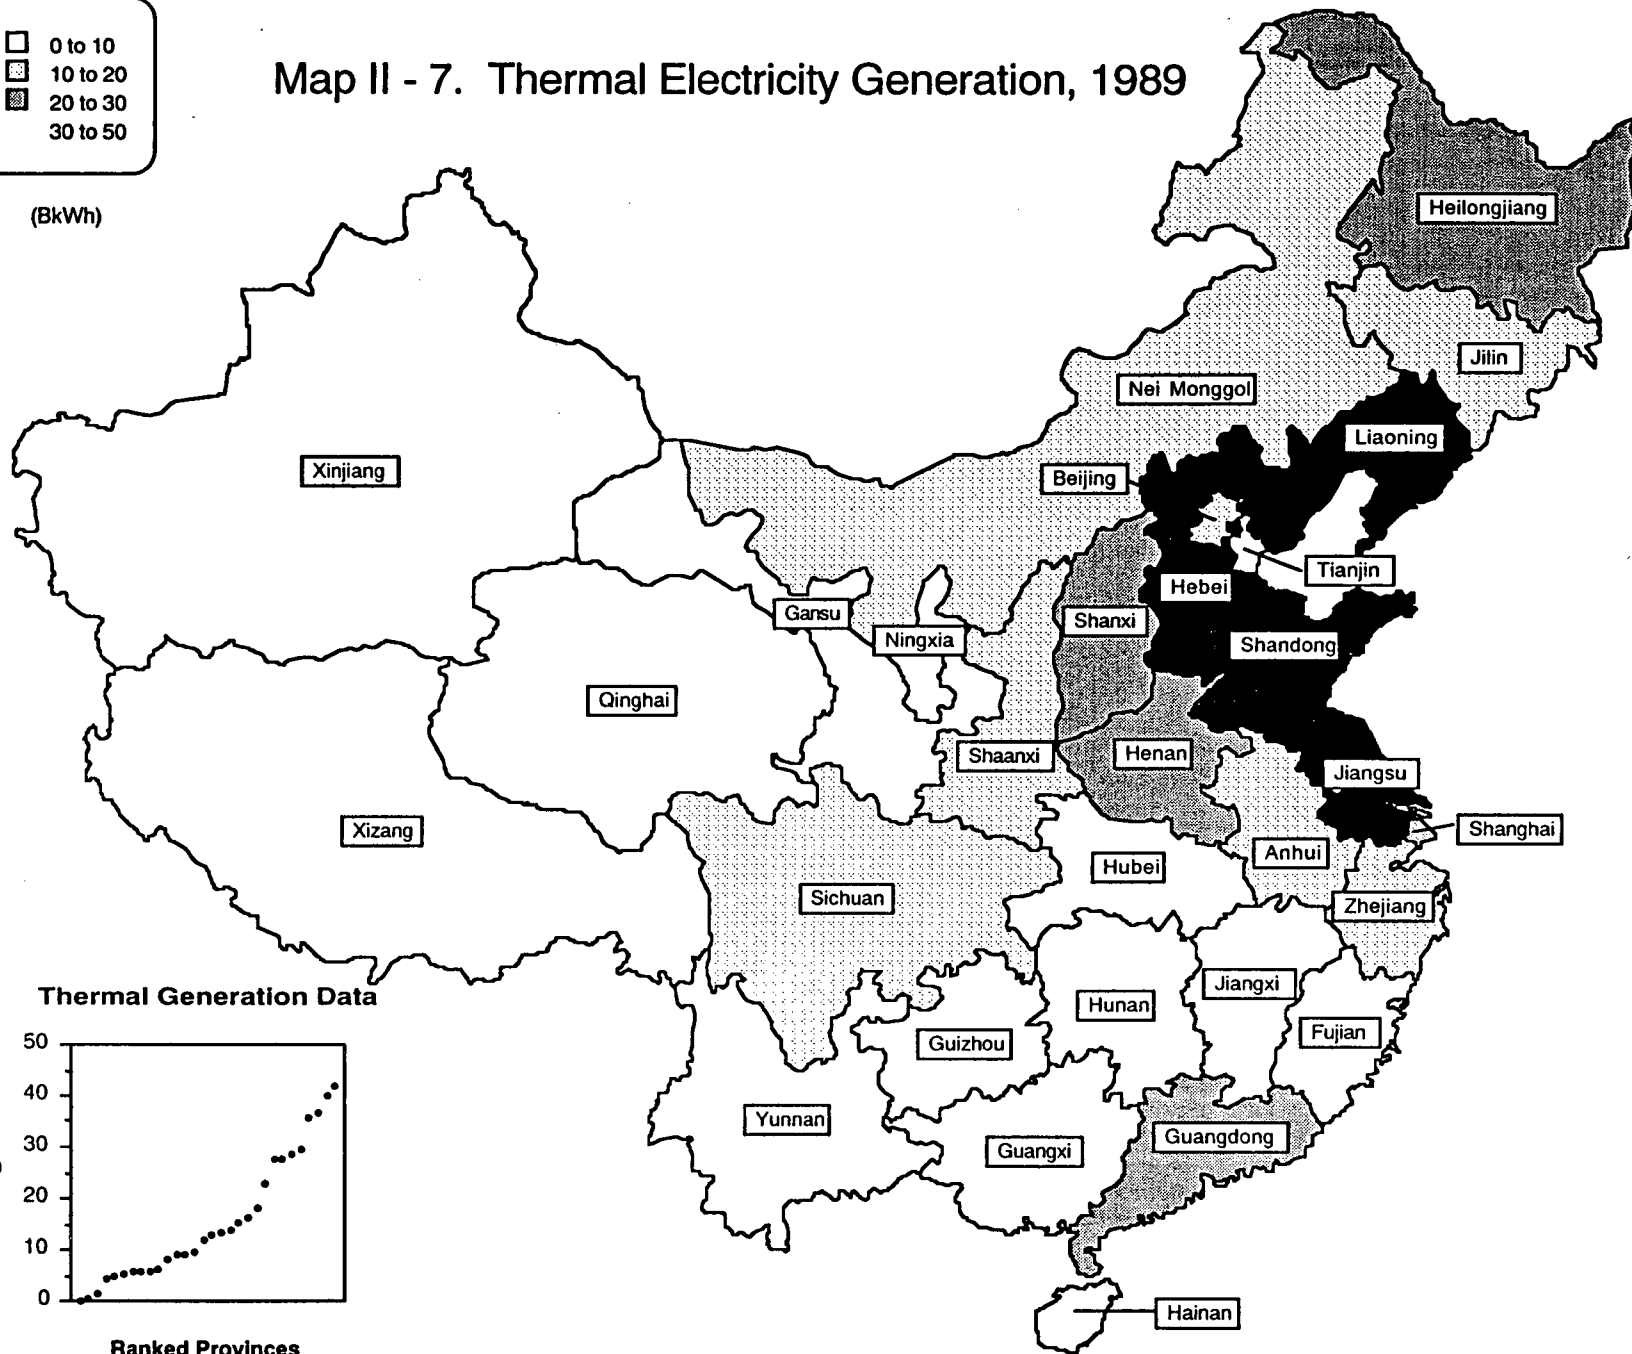 0 to 10
10 to 20
20 to 30
30 to 50
(BkWh)
Map II - 7. Thermal Electricity Generation, 1989
Heilongjiang
Jilin
Nei Monggol
Liaoning
Xinjiang
Beijing
Tianjin
Hebei
Gansu
Shanxi
Ningxia
Shandong
Qinghai
Shaanxi
Henan
Jiangsu
Xizang
Shanghai
Anhui
Hubei
Sichuan
Zhejiang
Jiangxi
Hunan
Fujian
Guizhou
Yunnan
Guangdong
Guangxi
Hainan
Thermal Generation Data
50
40
30
20
10
0
Ranked Provinces